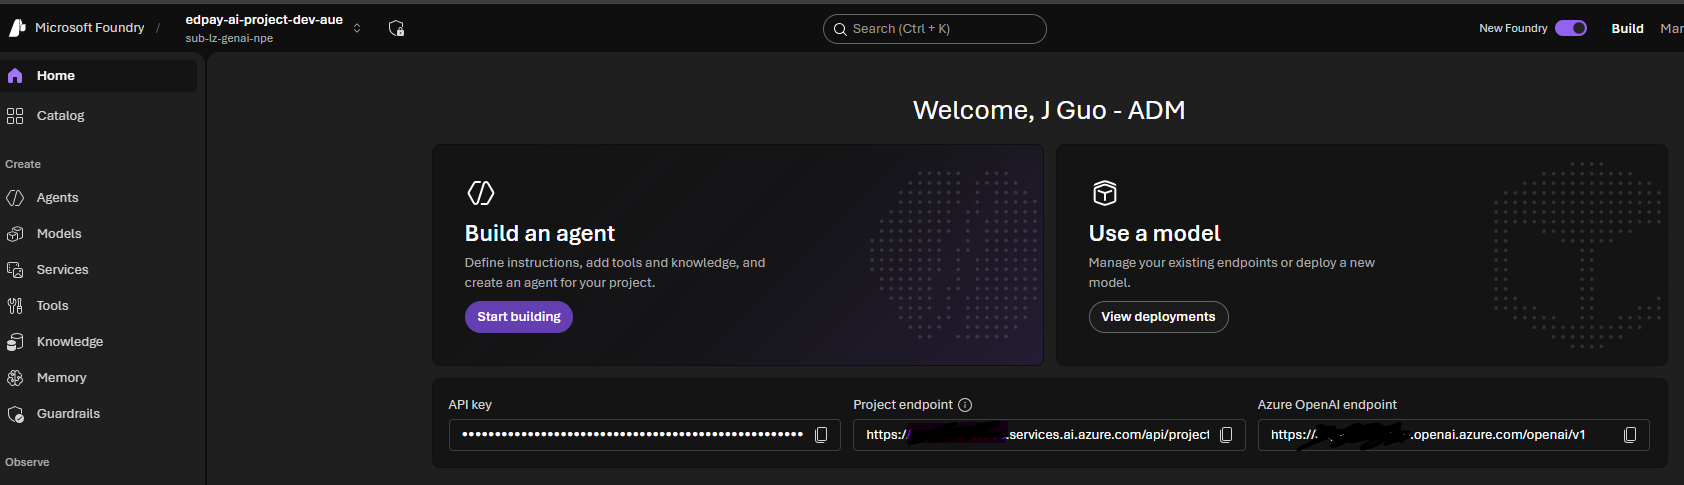 Microsoft Foundry / edpay-ai-project-dev-aue
sub-lz-genai-npe
Search (Ctrl + K)
New Foundry Build
Home
Catalog
Create
Agents
Models
Services
Tools
Knowledge
Memory
Guardrails
Observe
Welcome, J Guo - ADM
Build an agent
Define instructions, add tools and knowledge, and
create an agent for your project.
Start building
Use a model
Manage your existing endpoints or deploy a new
model.
View deployments
API key
••••••••••••••••••••••••••••••••••••••••••••••••••••
Project endpoint
https:// .services.ai.azure.com/api/project
Azure OpenAI endpoint
https:// .openai.azure.com/openai/v1